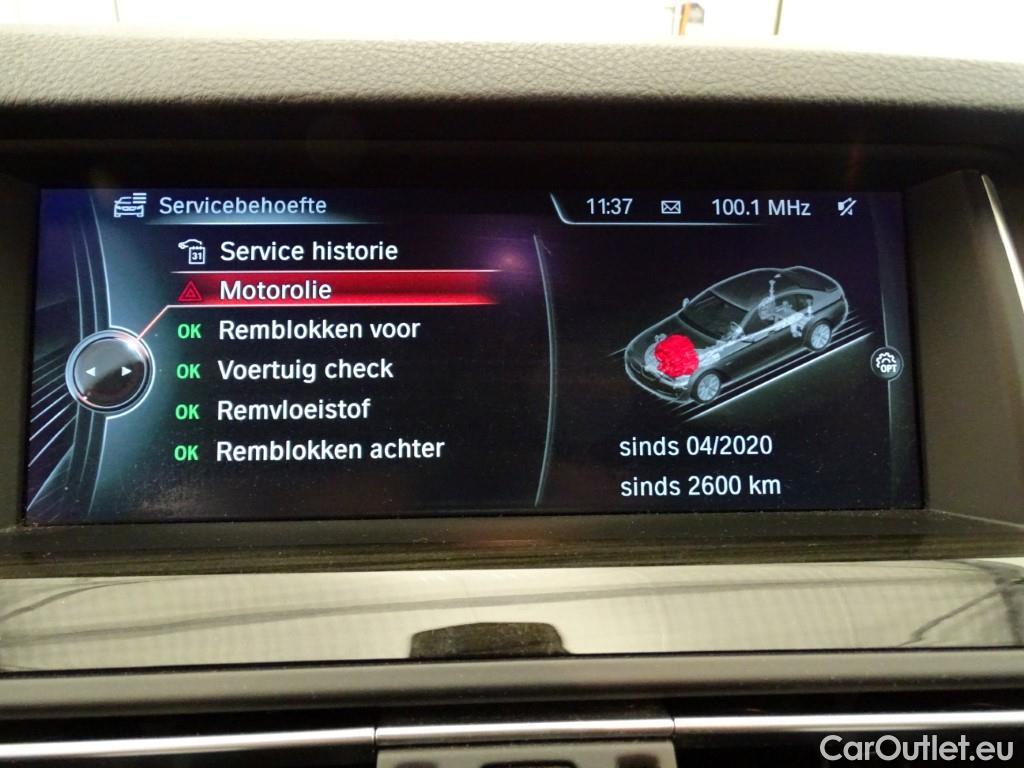 Servicebehoefte 11:37 100.1 MHz
31 Service historie
Motorolie
OK Remblokken voor
OK Voertuig check
OPT
OK Remvloeistof
OK Remblokken achter
sinds 04/2020
sinds 2600 km
CarOutlet.eu